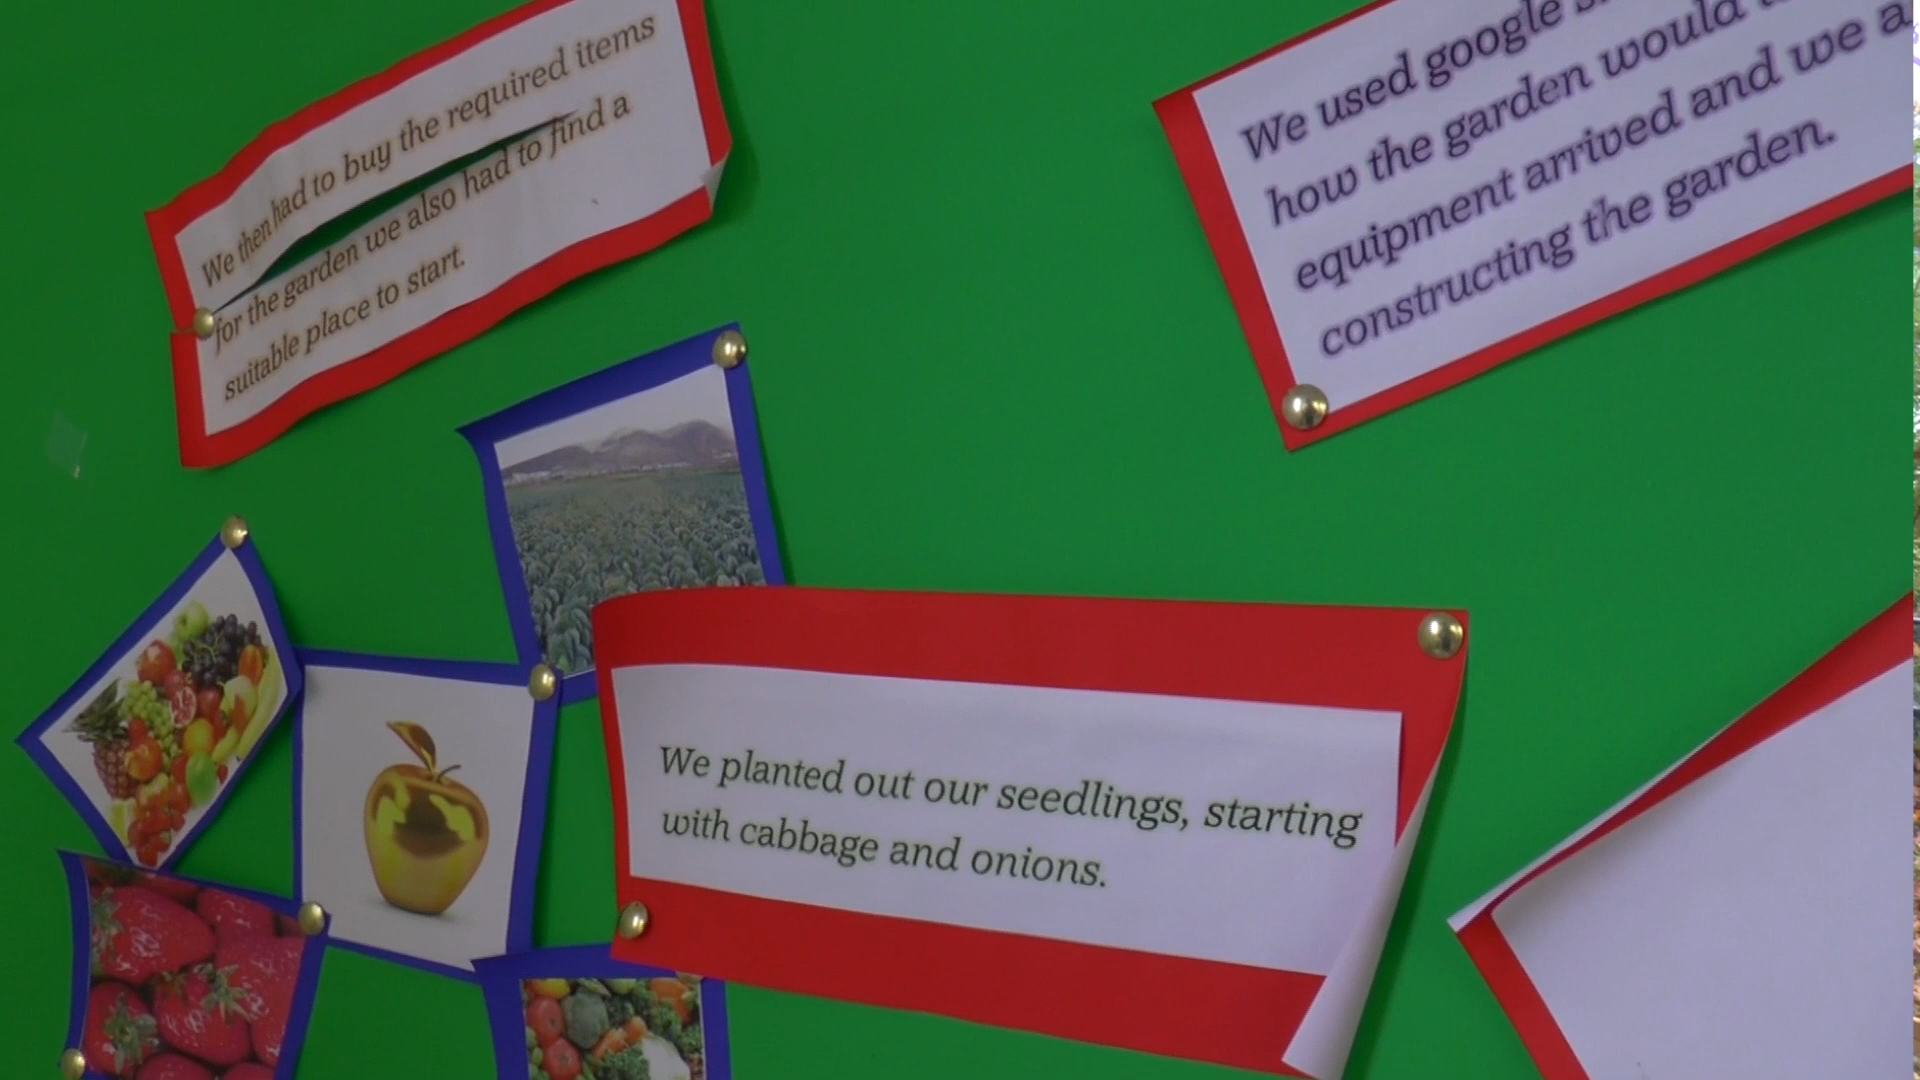 We then had to buy the required items
for the garden we also had to find a
suitable place to start.
We used google
how the garden would
equipment arrived and we
constructing the garden.
We planted out our seedlings, starting
with cabbage and onions.